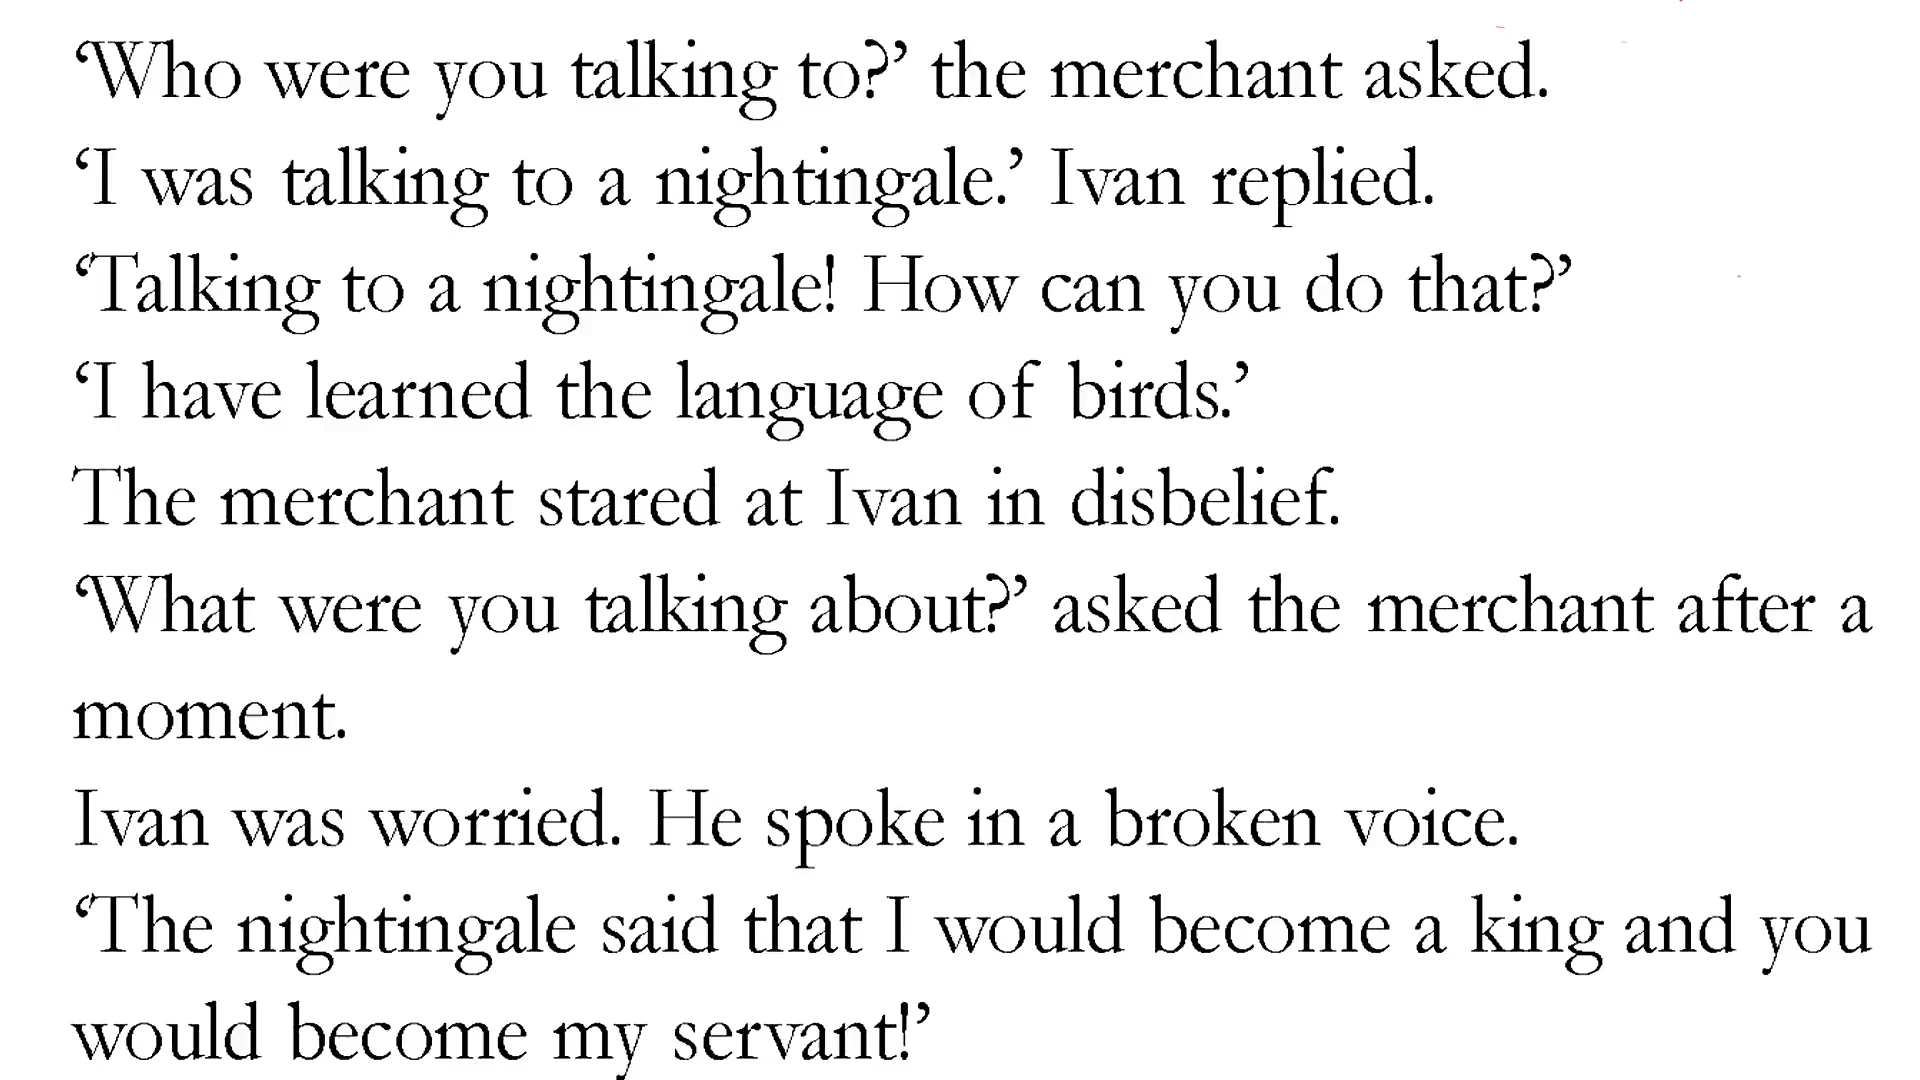 ‘Who were you talking to?’ the merchant asked.
‘I was talking to a nightingale.’ Ivan replied.
‘Talking to a nightingale! How can you do that?’
‘I have learned the language of birds.’
The merchant stared at Ivan in disbelief.
‘What were you talking about?’ asked the merchant after a
moment.
Ivan was worried. He spoke in a broken voice.
‘The nightingale said that I would become a king and you
would become my servant!’